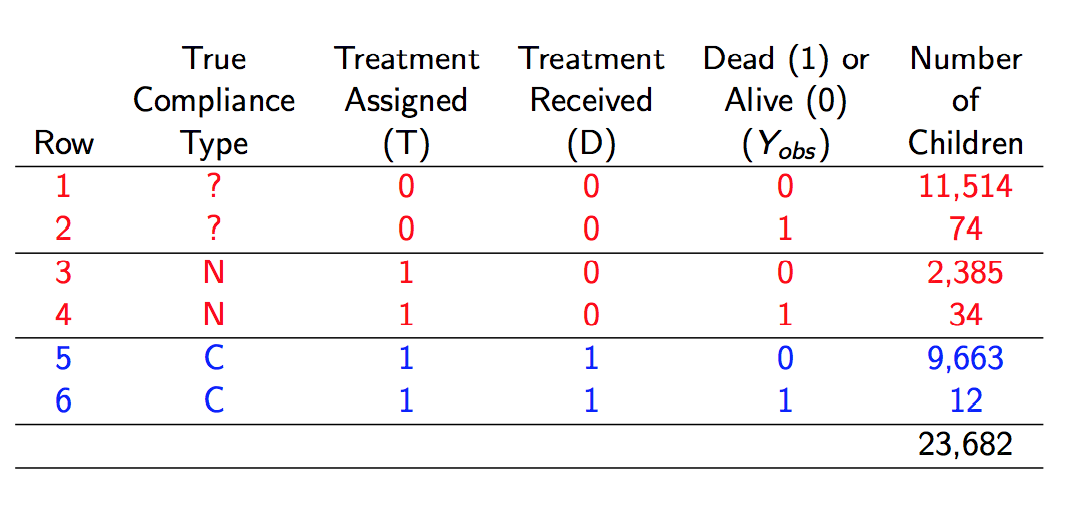 True Treatment Treatment Dead (1) or Number
Compliance Assigned Received Alive (0) of
Row Type (T) (D) (Yobs) Children
1 ? 0 0 0 11,514
2 ? 0 0 1 74
3 N 1 0 0 2,385
4 N 1 0 1 34
5 C 1 1 0 9,663
6 C 1 1 1 12
23,682